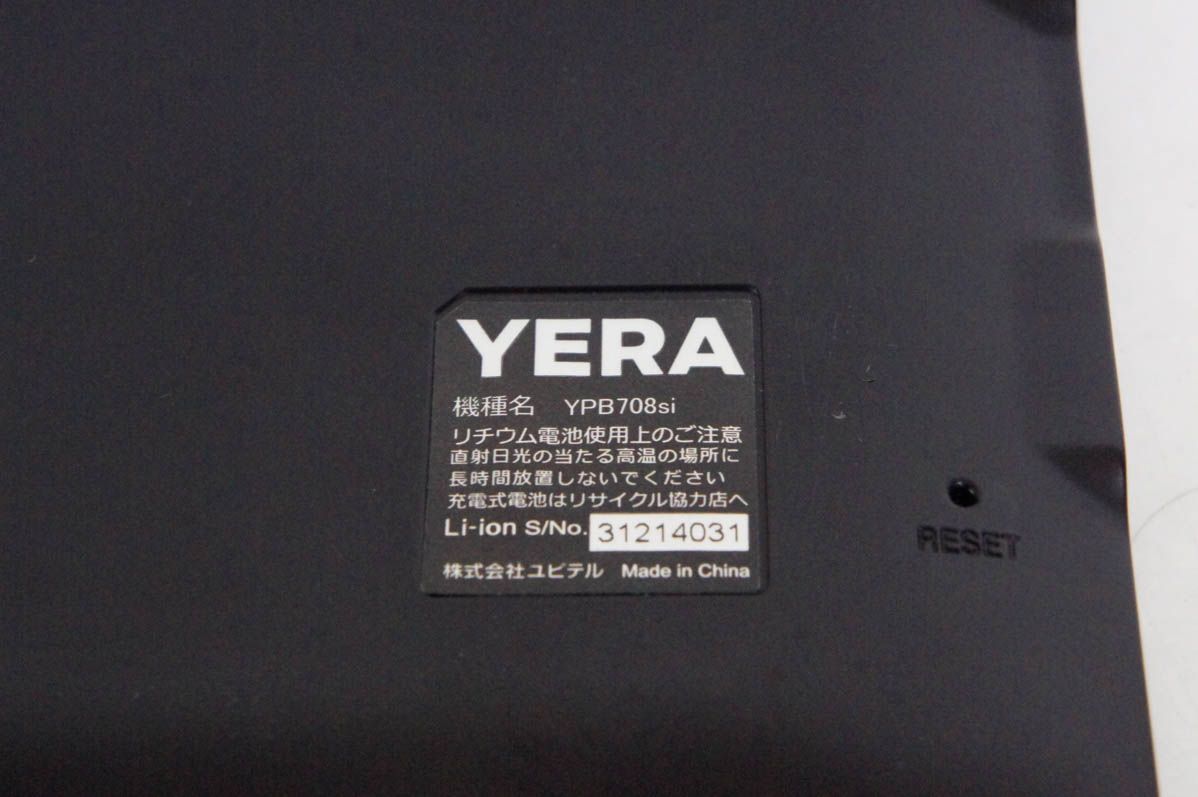 YERA
機種名 YPB708si
リチウム電池使用上のご注意
直射日光の当たる高温の場所に
長時間放置しないでください
充電式電池はリサイクル協力店へ
Li-ion S/No. 31214031
株式会社ユピテル Made in China
RESET